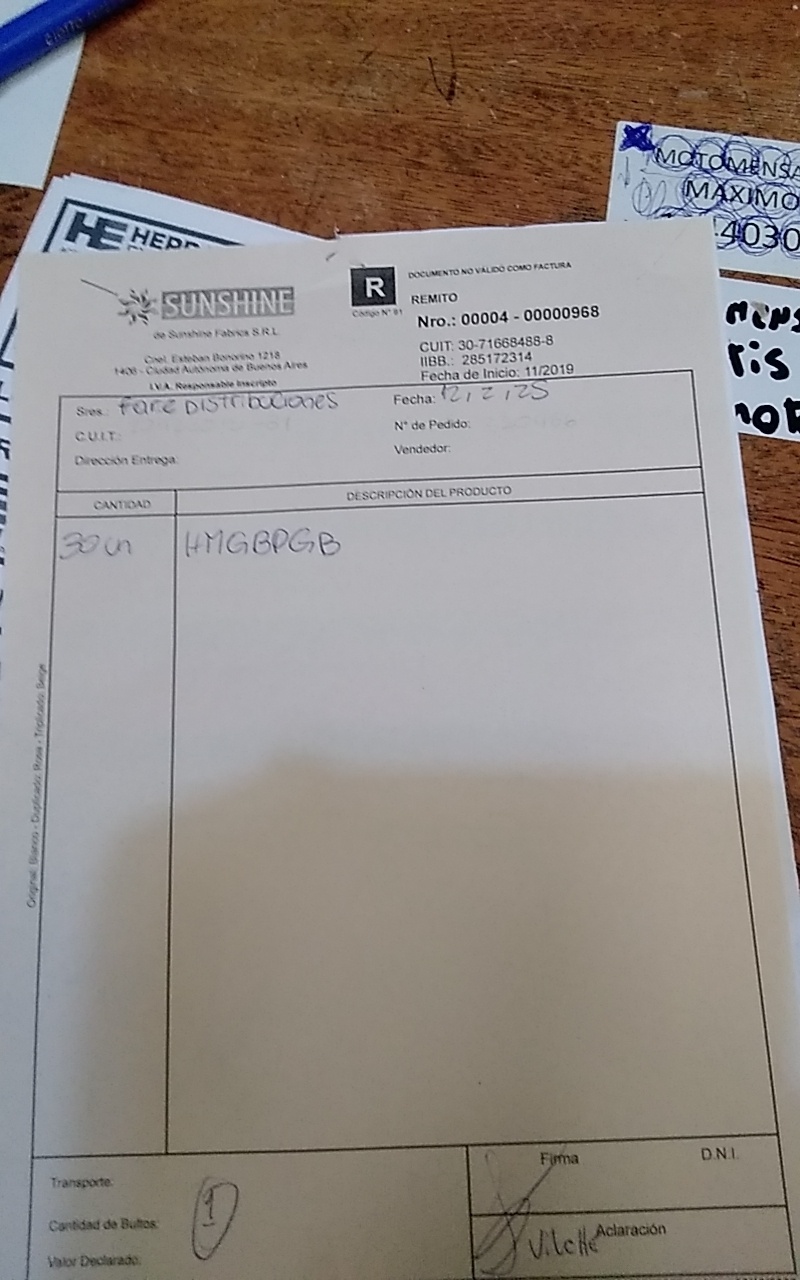 cierto
HE HERR
MOTOMENSA
MAXIMO
4030
SUNSHINE
de Sunshine Fabrics S.R.L.
Cnel. Esteban Bonorino 1218
1406 - Ciudad Autónoma de Buenos Aires
I.V.A. Responsable Inscripto
R
Código N° 91
DOCUMENTO NO VÁLIDO COMO FACTURA
REMITO
Nro.: 00004 - 00000968
CUIT: 30-71668488-8
IIBB.: 285172314
Fecha de Inicio: 11/2019
Sres.: Fare Distribuciones
Fecha: 12/2/25
C.U.I.T.:
N° de Pedido:
Dirección Entrega:
Vendedor:
CANTIDAD
DESCRIPCIÓN DEL PRODUCTO
30 un
HMGBPGB
Original: Blanco - Duplicado: Rosa - Triplicado: Beige
Transporte:
Cantidad de Bultos: 1
Valor Declarado:
Firma
D.N.I.
Aclaración